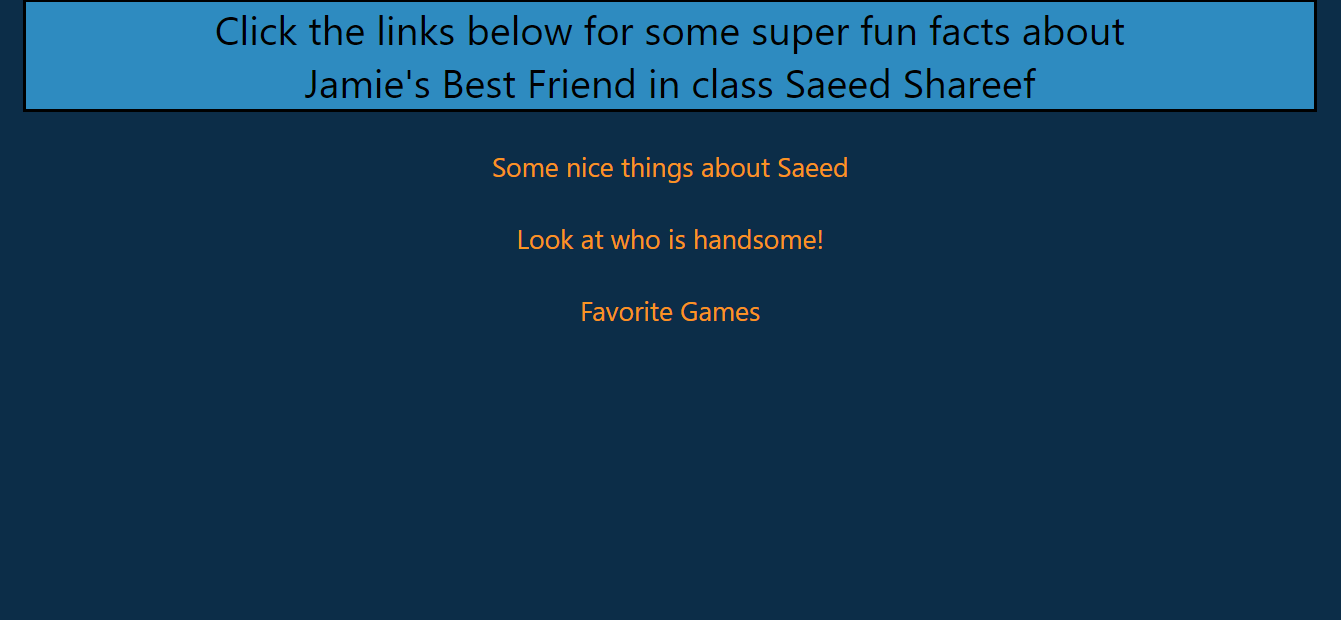 Click the links below for some super fun facts about
Jamie's Best Friend in class Saeed Shareef
Some nice things about Saeed
Look at who is handsome!
Favorite Games